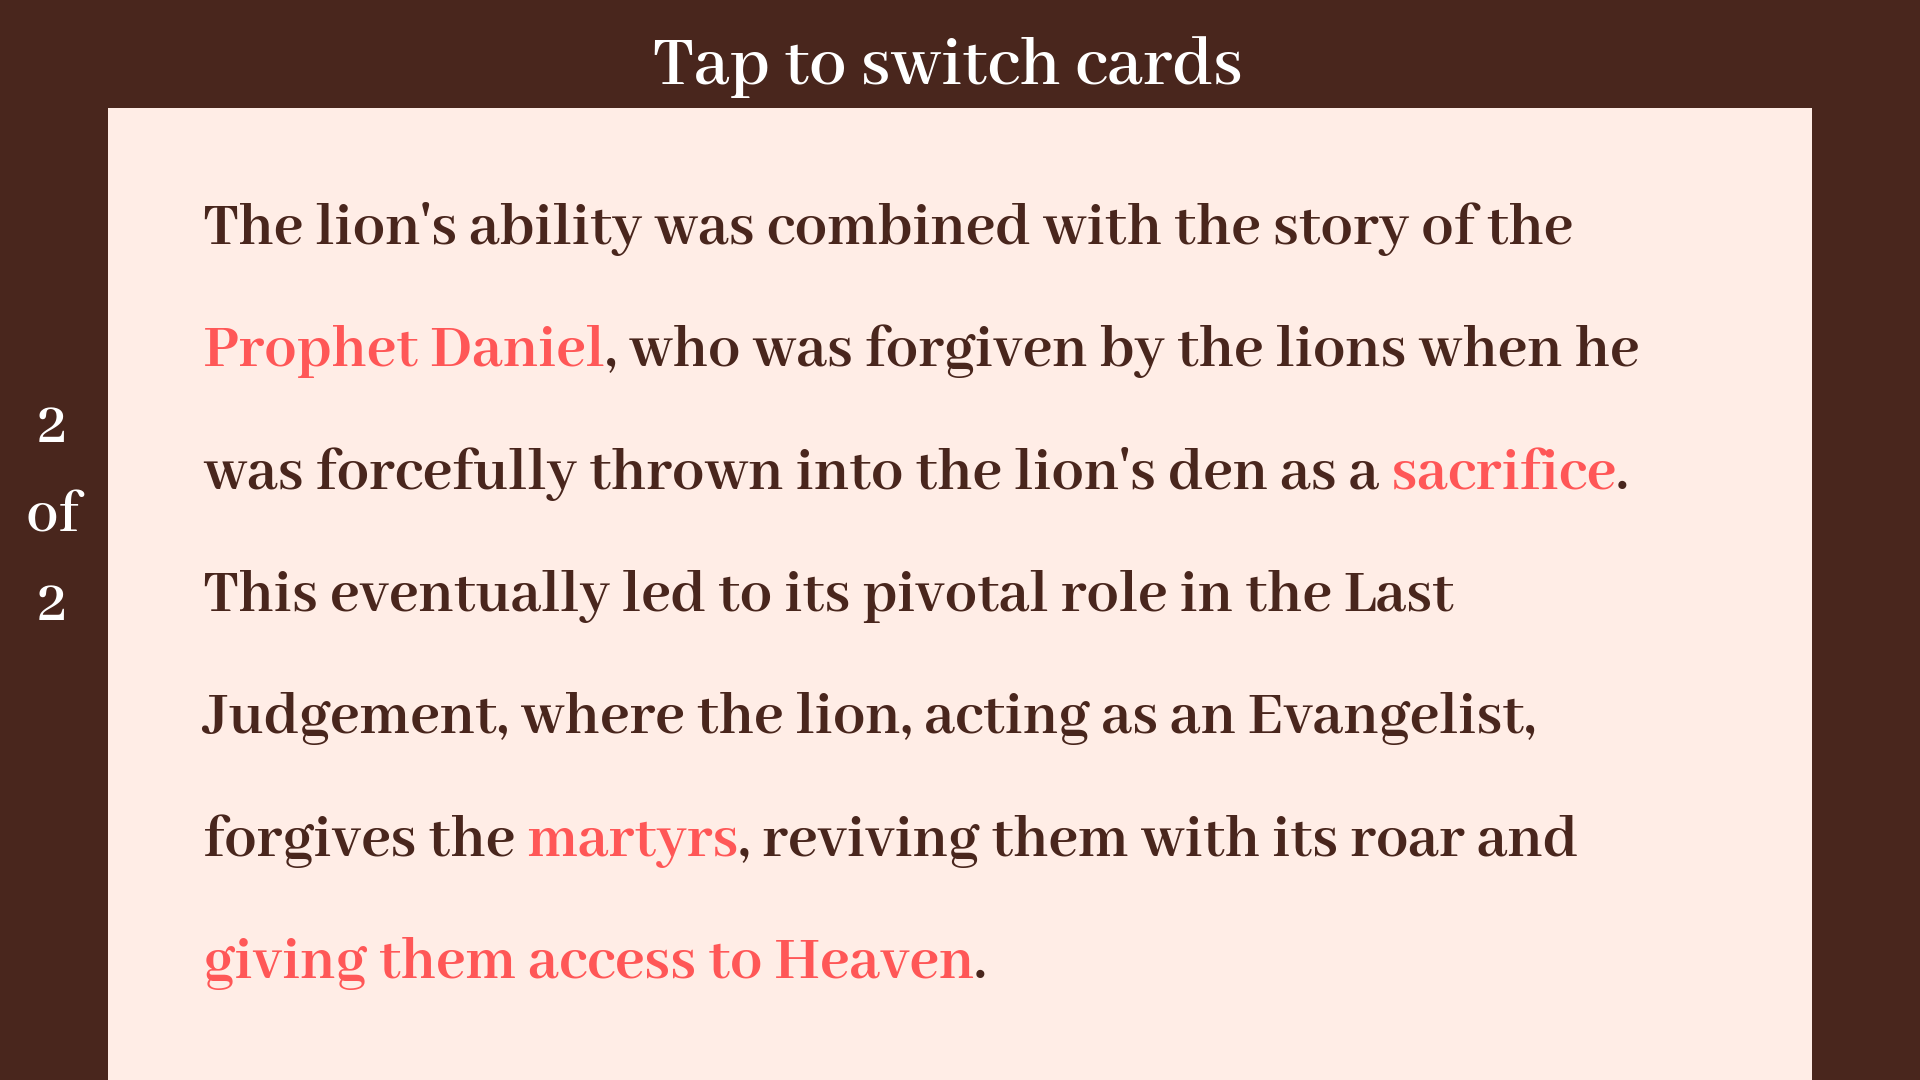 Tap to switch cards
2
of
2
The lion's ability was combined with the story of the
Prophet Daniel, who was forgiven by the lions when he
was forcefully thrown into the lion's den as a sacrifice.
This eventually led to its pivotal role in the Last
Judgement, where the lion, acting as an Evangelist,
forgives the martyrs, reviving them with its roar and
giving them access to Heaven.